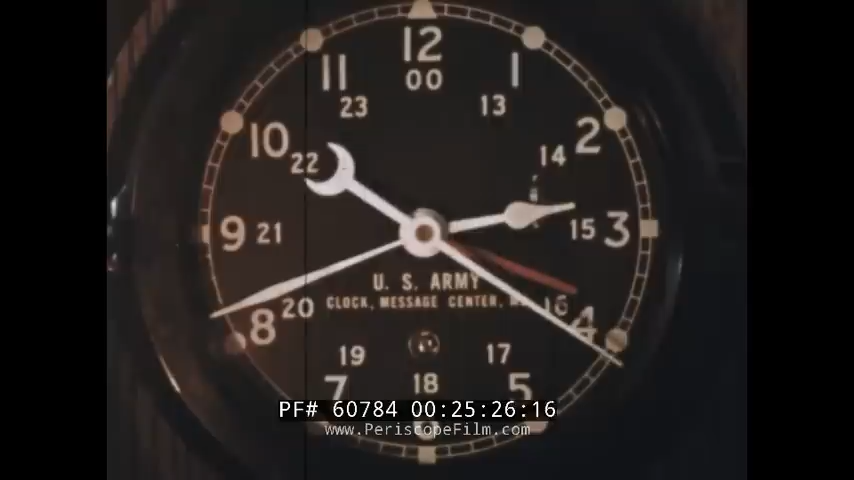 12
11 00 1
23 13
10 2
22 14
9 21 15 3
U. S. ARMY
CLOCK, MESSAGE CENTER,
20 16
8 4
19 17
7 18 5
PF# 60784 00:25:26:16
www.PeriscopeFilm.com